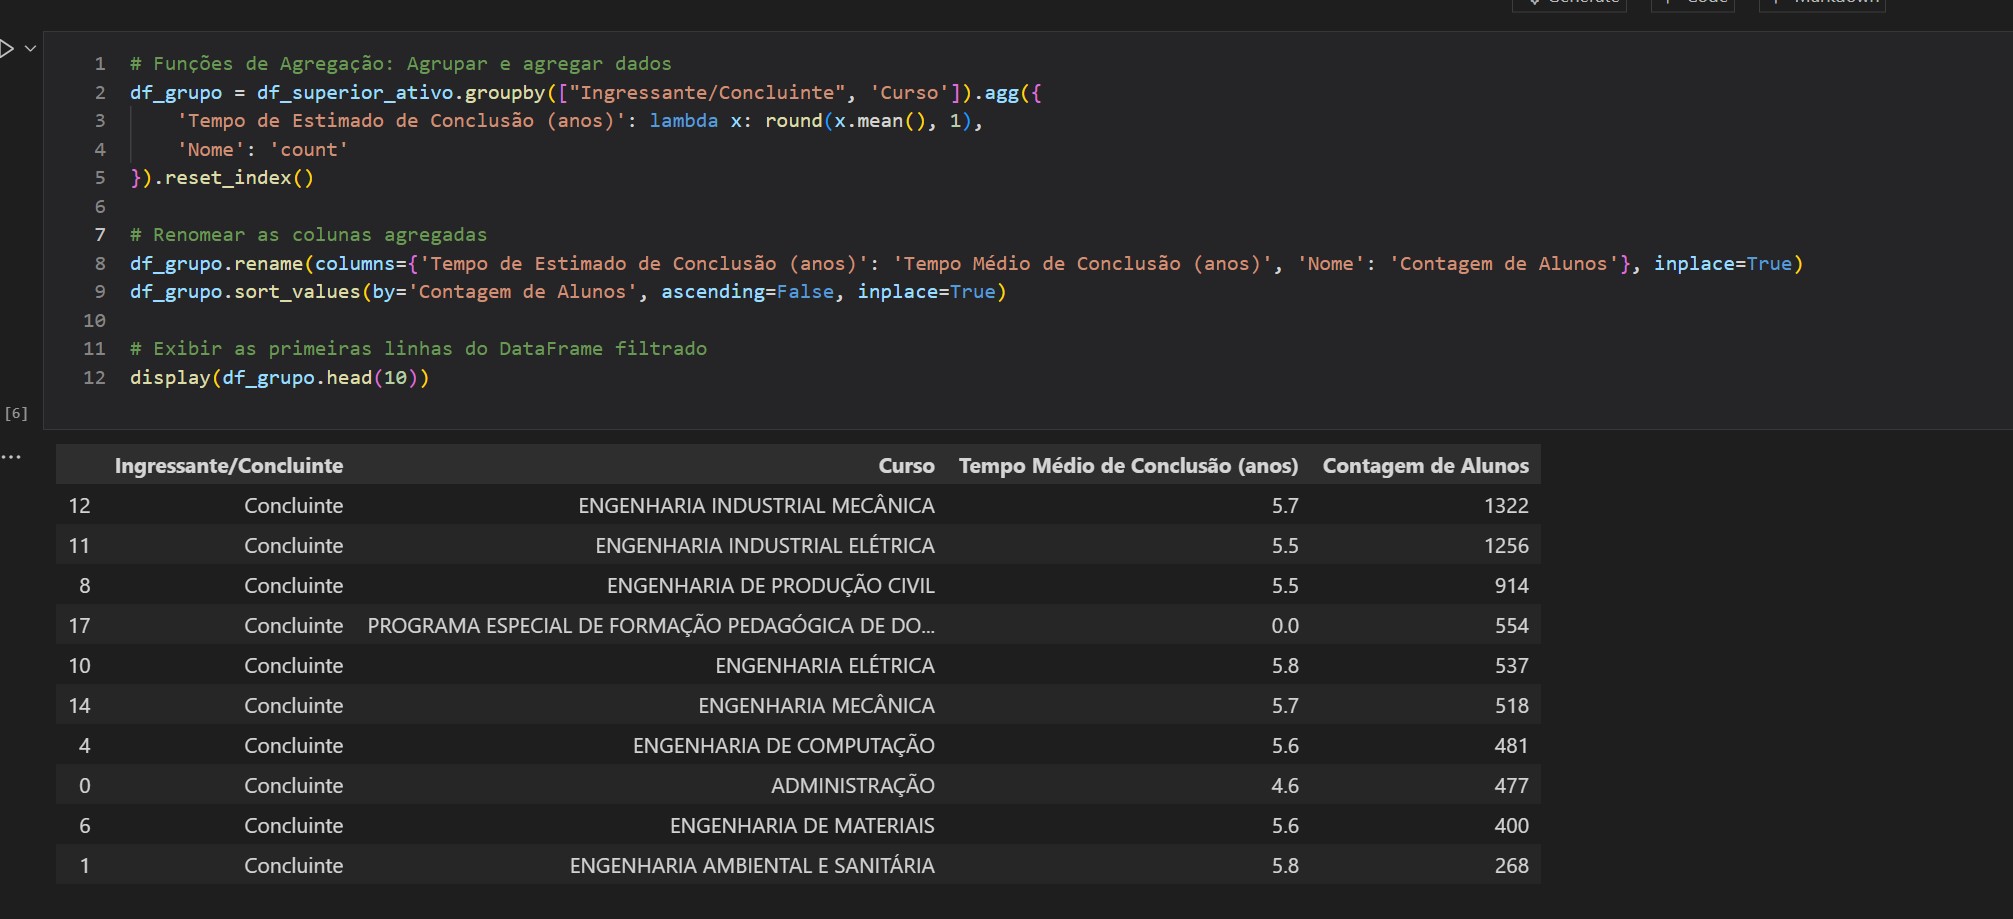 Generate + Code + Markdown
1 # Funções de Agregação: Agrupar e agregar dados
2 df_grupo = df_superior_ativo.groupby(["Ingressante/Concluinte", 'Curso']).agg({
3     'Tempo de Estimado de Conclusão (anos)': lambda x: round(x.mean(), 1),
4     'Nome': 'count'
5 }).reset_index()
6
7 # Renomear as colunas agregadas
8 df_grupo.rename(columns={'Tempo de Estimado de Conclusão (anos)': 'Tempo Médio de Conclusão (anos)', 'Nome': 'Contagem de Alunos'}, inplace=True)
9 df_grupo.sort_values(by='Contagem de Alunos', ascending=False, inplace=True)
10
11 # Exibir as primeiras linhas do DataFrame filtrado
12 display(df_grupo.head(10))
[6]
...
Ingressante/Concluinte Curso Tempo Médio de Conclusão (anos) Contagem de Alunos
12 Concluinte ENGENHARIA INDUSTRIAL MECÂNICA 5.7 1322
11 Concluinte ENGENHARIA INDUSTRIAL ELÉTRICA 5.5 1256
8 Concluinte ENGENHARIA DE PRODUÇÃO CIVIL 5.5 914
17 Concluinte PROGRAMA ESPECIAL DE FORMAÇÃO PEDAGÓGICA DE DO... 0.0 554
10 Concluinte ENGENHARIA ELÉTRICA 5.8 537
14 Concluinte ENGENHARIA MECÂNICA 5.7 518
4 Concluinte ENGENHARIA DE COMPUTAÇÃO 5.6 481
0 Concluinte ADMINISTRAÇÃO 4.6 477
6 Concluinte ENGENHARIA DE MATERIAIS 5.6 400
1 Concluinte ENGENHARIA AMBIENTAL E SANITÁRIA 5.8 268